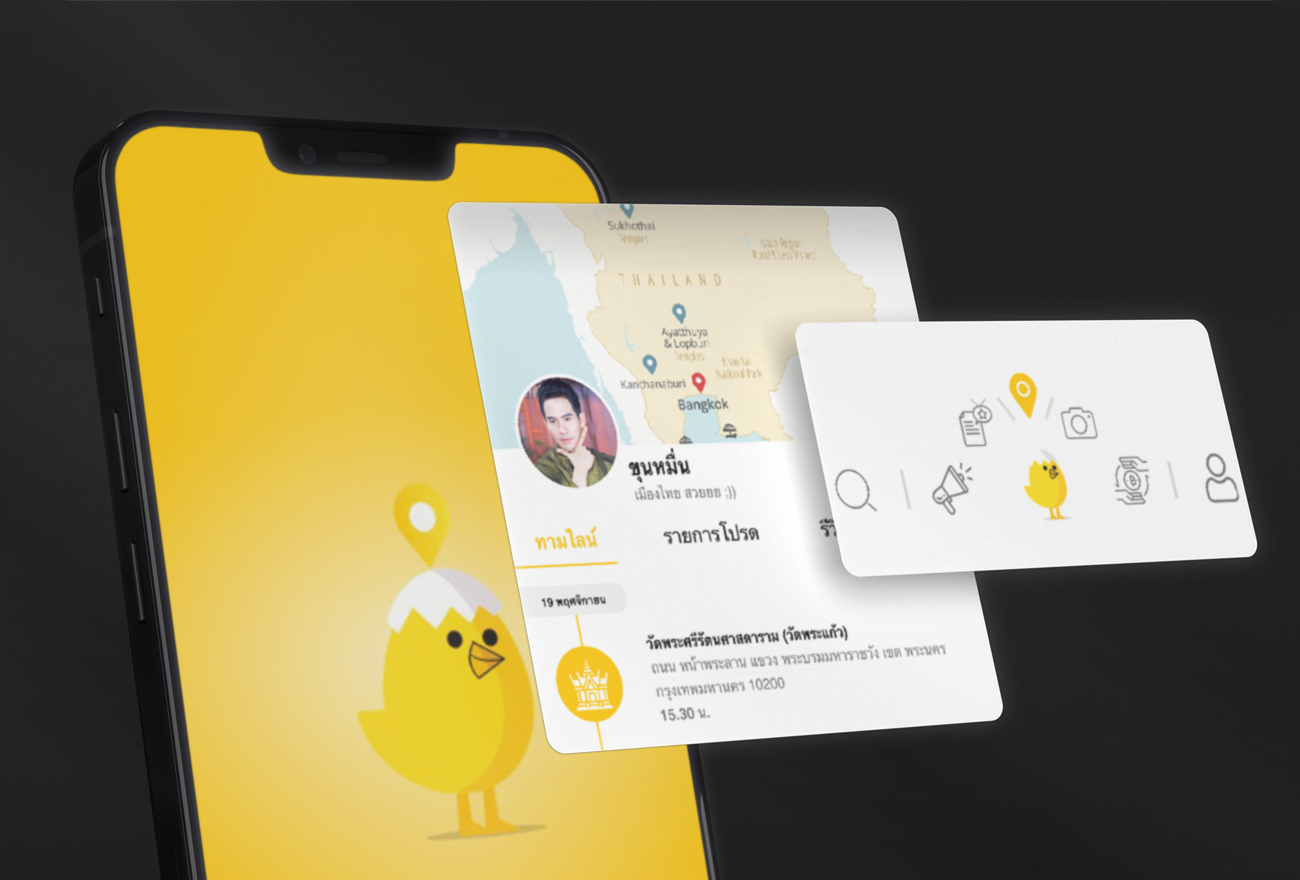 Sukhothai
Temples
THAILAND
Ayatthuya
& Lopburi
Temples
Khao Yai
National Park
Kanchanaburi
Bangkok
ขุนหมื่น
เมืองไทย สวยยย ;))
ทามไลน์
รายการโปรด
รีวิ
19 พฤศจิกายน
วัดพระศรีรัตนศาสดาราม (วัดพระแก้ว)
ถนน หน้าพระลาน แขวง พระบรมมหาราชวัง เขต พระนคร
กรุงเทพมหานคร 10200
15.30 น.